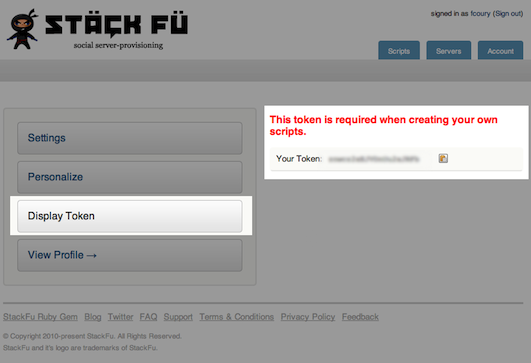 STÄCK FÜ
social server-provisioning
signed in as fcoury (Sign out)
Scripts
Servers
Account
Settings
Personalize
Display Token
View Profile →
This token is required when creating your own
scripts.
Your Token:
StackFu Ruby Gem Blog Twitter FAQ Support Terms & Conditions Privacy Policy Feedback
© Copyright 2010-present StackFu. All Rights Reserved.
StackFu and it's logo are trademarks of StackFu.